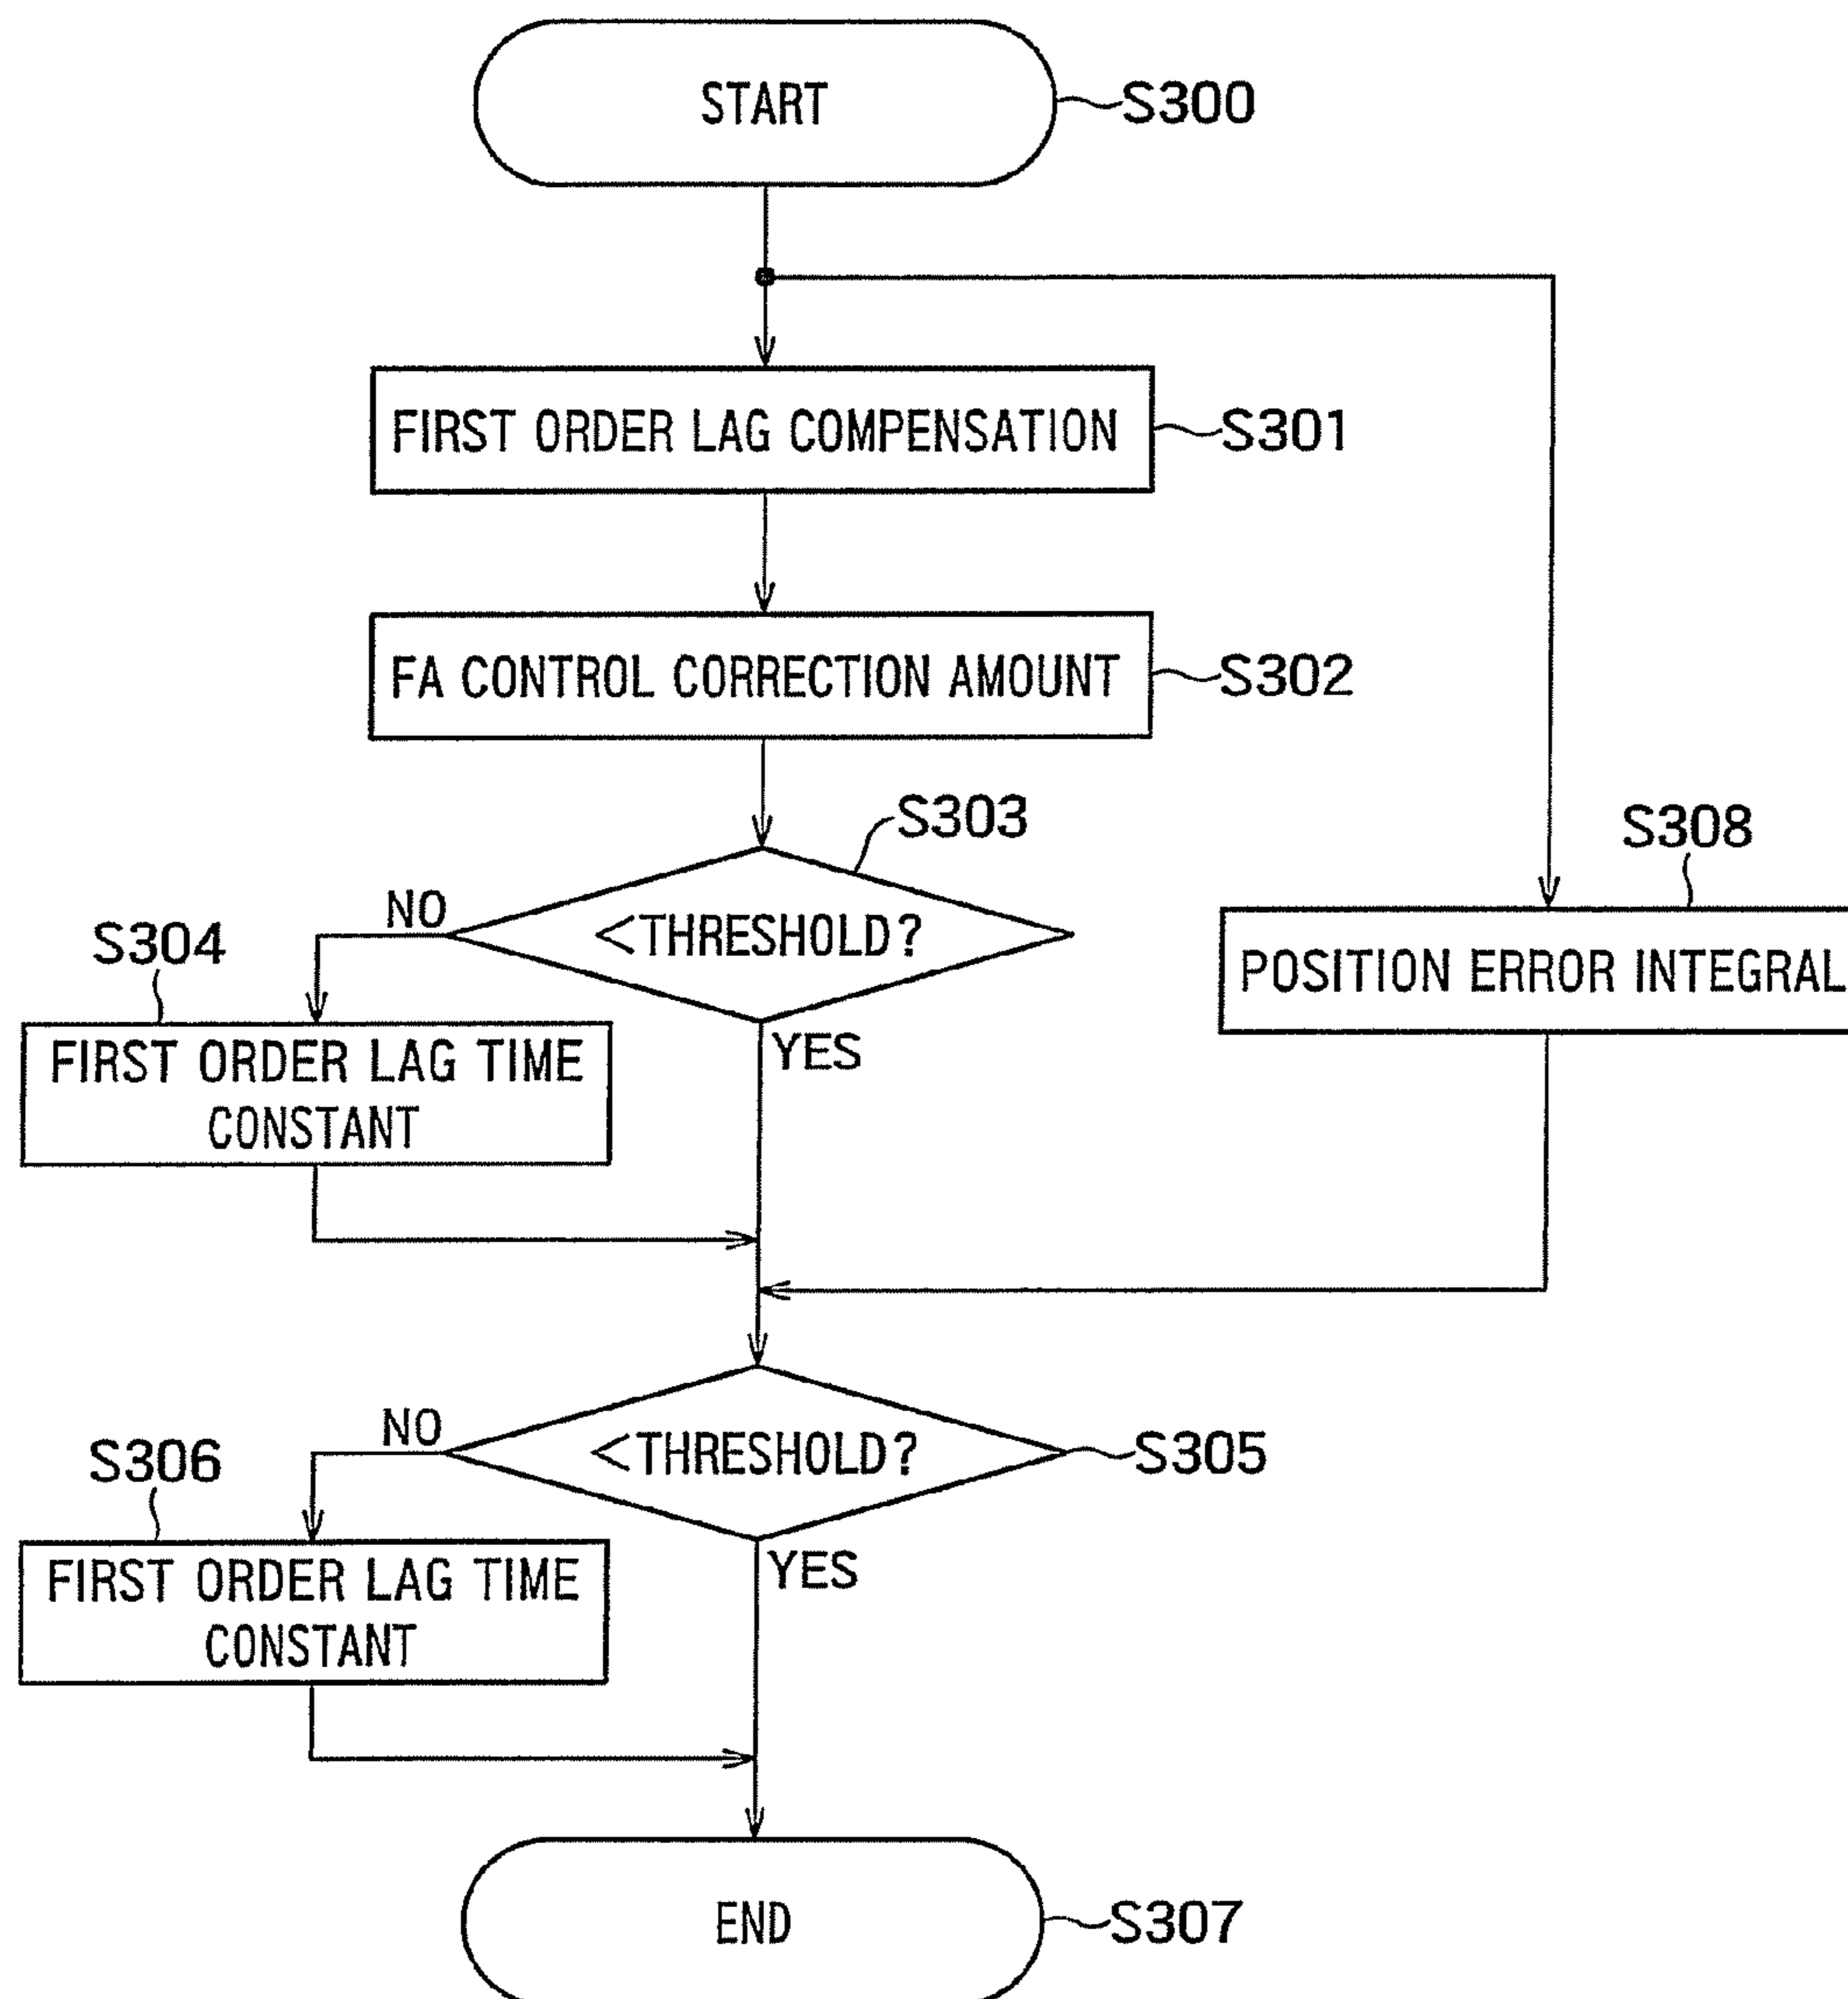 START
S300
FIRST ORDER LAG COMPENSATION
S301
FA CONTROL CORRECTION AMOUNT
S302
S303
<THRESHOLD?
NO
YES
S304
FIRST ORDER LAG TIME
CONSTANT
S308
POSITION ERROR INTEGRAL
<THRESHOLD?
S305
NO
YES
S306
FIRST ORDER LAG TIME
CONSTANT
END
S307